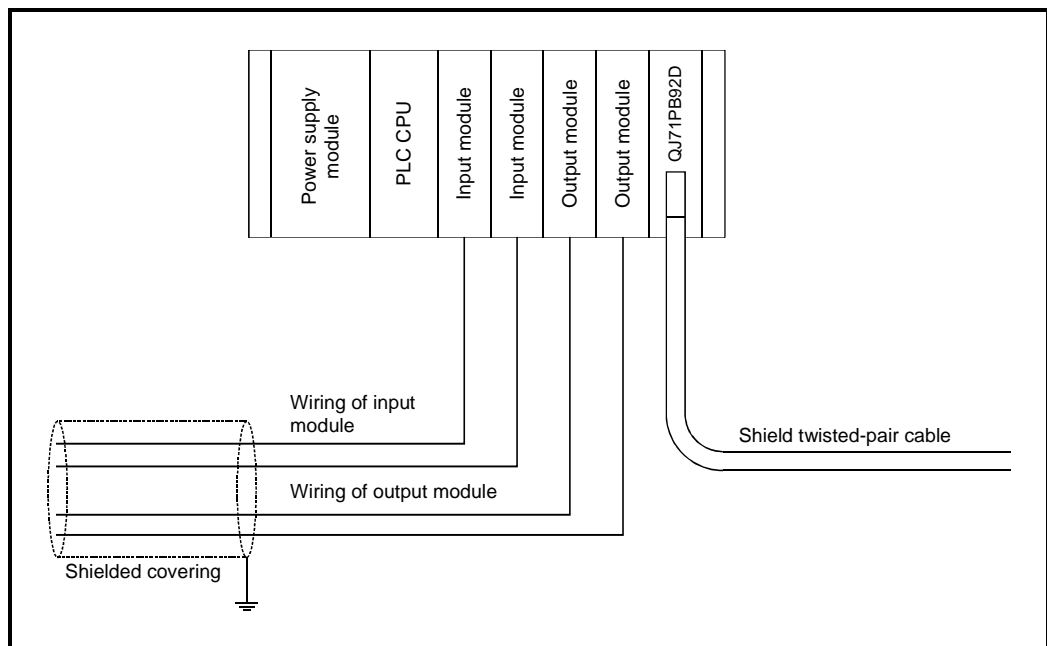 Power supply
module
PLC CPU
Input module
Input module
Output module
Output module
QJ71PB92D
Wiring of input
module
Shield twisted-pair cable
Wiring of output module
Shielded covering